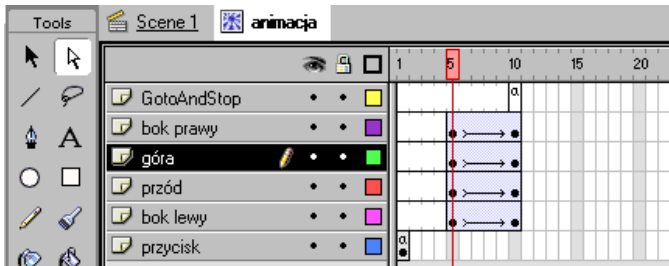 Tools Scene 1 animacja
1 5 10 15 20
GotoAndStop a
bok prawy
góra
przód
bok lewy
przycisk a
A